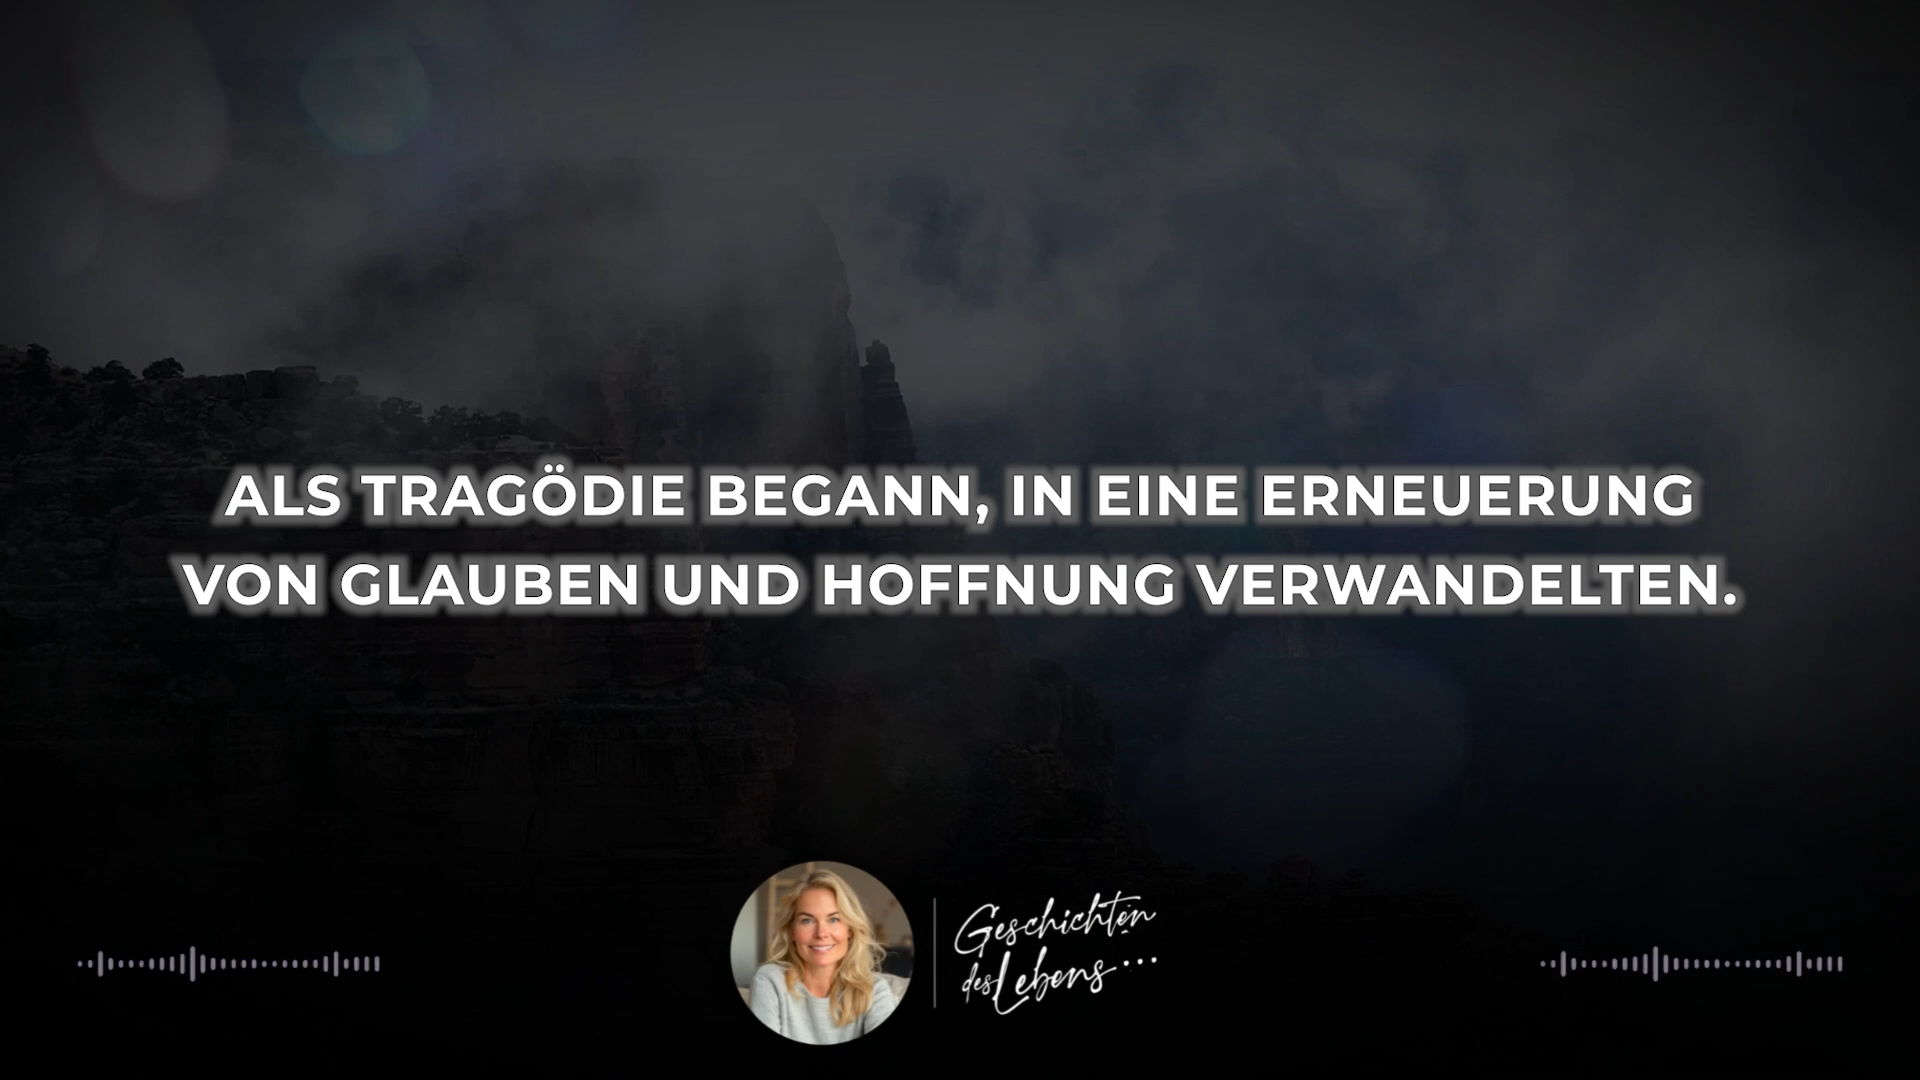 ALS TRAGÖDIE BEGANN, IN EINE ERNEUERUNG
VON GLAUBEN UND HOFFNUNG VERWANDELTEN.
Geschichten
des Lebens...